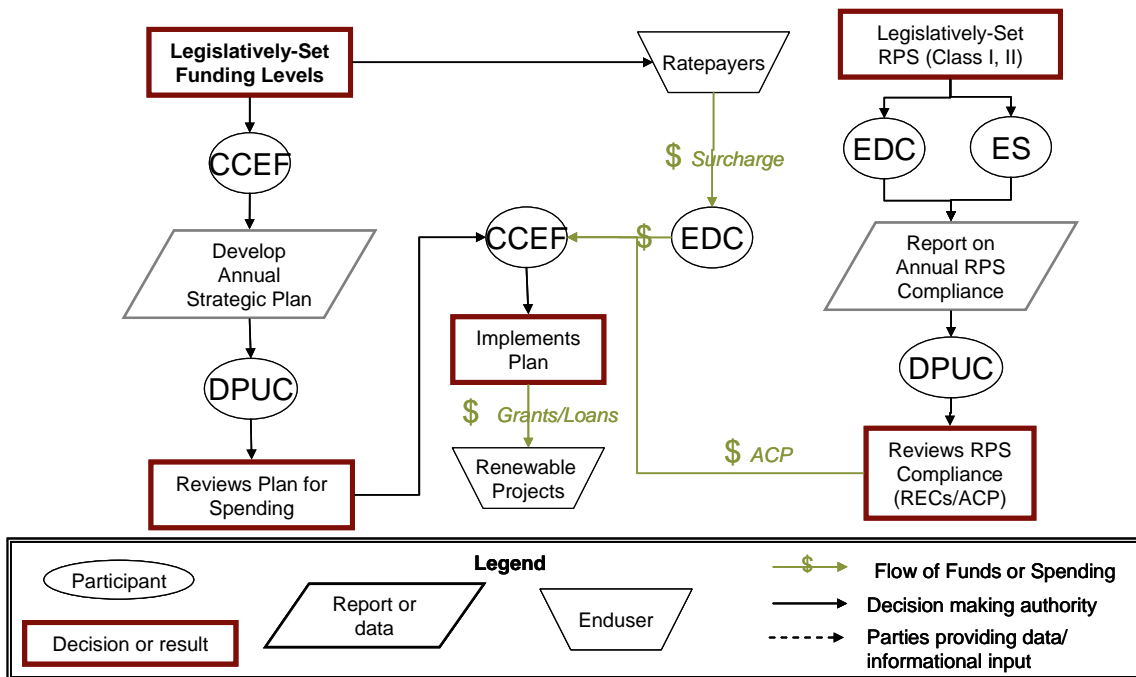 Legislatively-Set
Funding Levels
Ratepayers
Legislatively-Set
RPS (Class I, II)
CCEF
$ Surcharge
EDC
ES
Develop
Annual
Strategic Plan
CCEF
$
EDC
Report on
Annual RPS
Compliance
Implements
Plan
DPUC
DPUC
$ Grants/Loans
Reviews Plan for
Spending
Renewable
Projects
$ ACP
Reviews RPS
Compliance
(RECs/ACP)
Legend
Participant
Decision or result
Report or
data
Enduser
$
Flow of Funds or Spending
Decision making authority
Parties providing data/
informational input